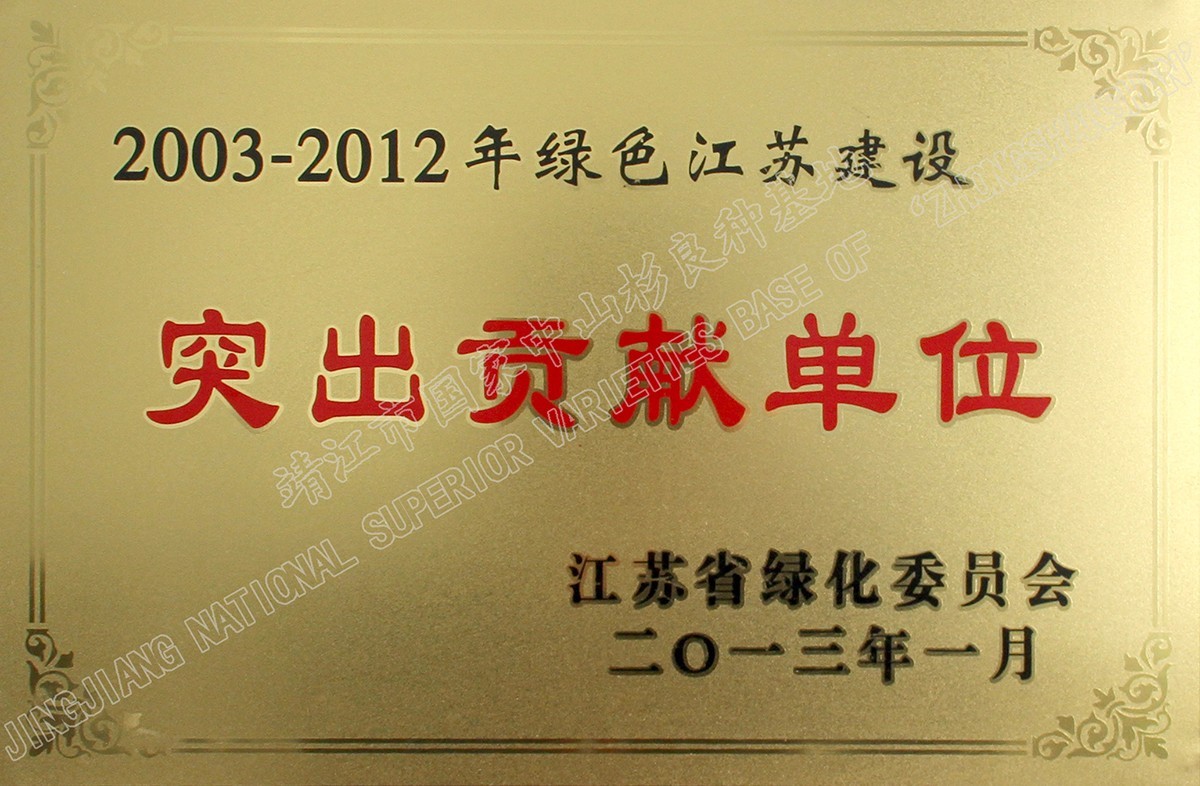 2003-2012年绿色江苏建设
突出贡献单位
江苏省绿化委员会
二〇一三年一月
靖江市国家中山杉良种基地
JINGJIANG NATIONAL SUPERIOR VARIETIES BASE OF